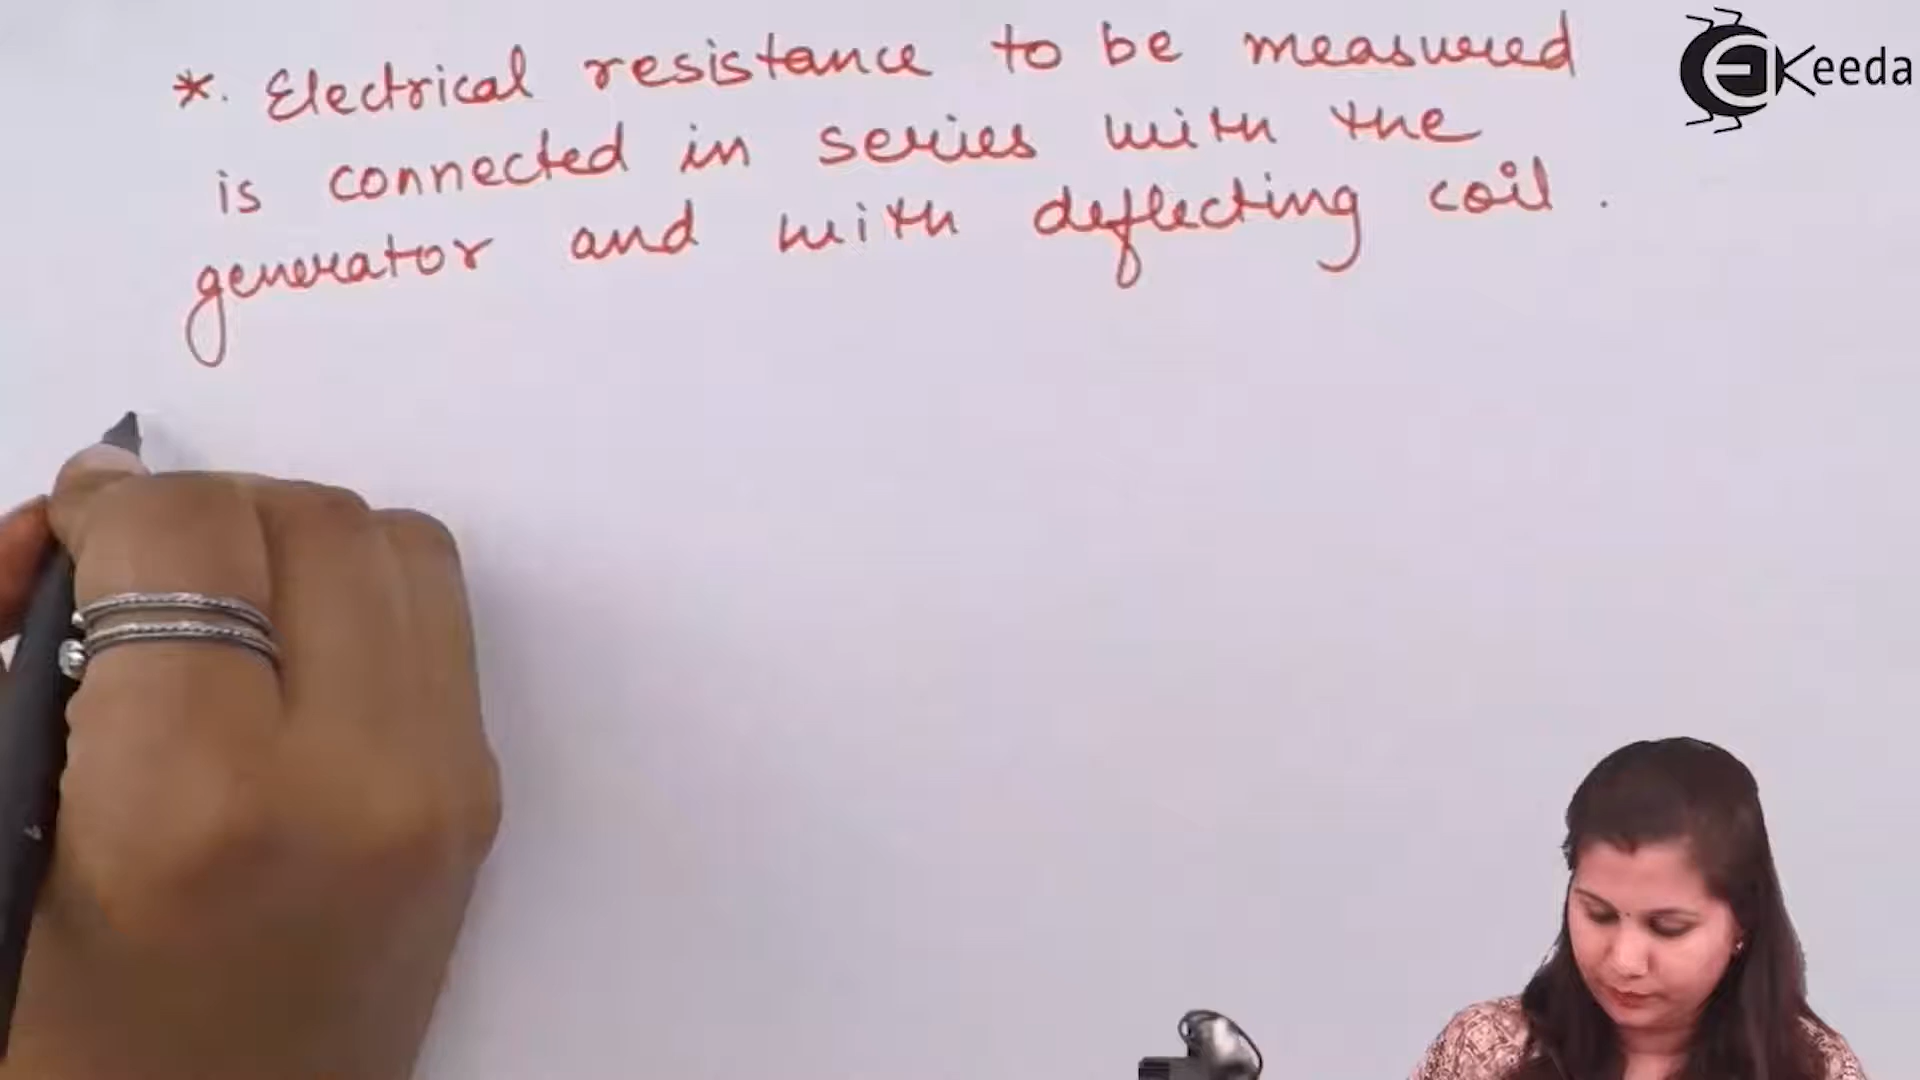 *. Electrical resistance to be measured
is connected in series with the
generator and with deflecting coil.
EKeeda